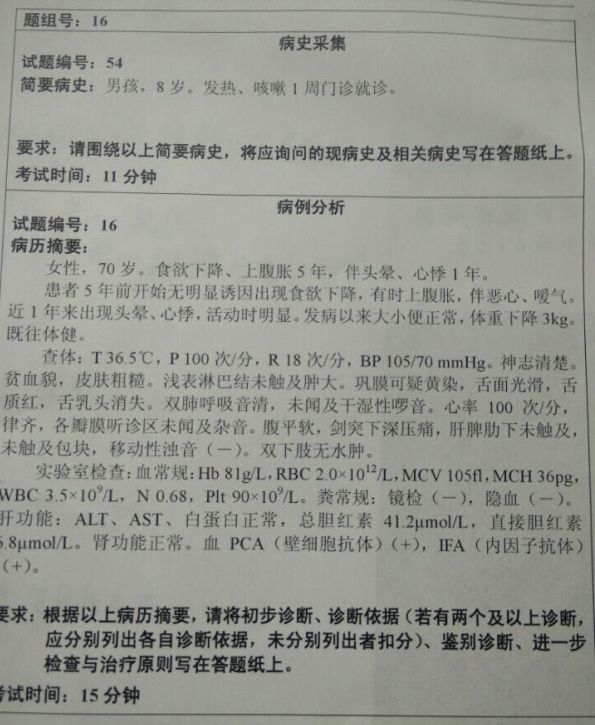 题组号：16
病史采集
试题编号：54
简要病史：男孩，8 岁。发热、咳嗽 1 周门诊就诊。
要求：请围绕以上简要病史，将应询问的现病史及相关病史写在答题纸上。
考试时间：11 分钟
病例分析
试题编号：16
病历摘要：
女性，70 岁。食欲下降、上腹胀 5 年，伴头晕、心悸 1 年。
患者 5 年前开始无明显诱因出现食欲下降，有时上腹胀，伴恶心、嗳气。
近 1 年来出现头晕、心悸，活动时明显。发病以来大小便正常，体重下降 3kg。
既往体健。
查体：T 36.5℃，P 100 次/分，R 18 次/分，BP 105/70 mmHg。神志清楚。
贫血貌，皮肤粗糙。浅表淋巴结未触及肿大。巩膜可疑黄染，舌面光滑，舌
质红，舌乳头消失。双肺呼吸音清，未闻及干湿性啰音。心率 100 次/分，
律齐，各瓣膜听诊区未闻及杂音。腹平软，剑突下深压痛，肝脾肋下未触及，
未触及包块，移动性浊音（－）。双下肢无水肿。
实验室检查：血常规：Hb 81g/L，RBC 2.0×10¹²/L，MCV 105fl，MCH 36pg，
WBC 3.5×10⁹/L，N 0.68，Plt 90×10⁹/L。粪常规：镜检（－），隐血（－）。
肝功能：ALT、AST、白蛋白正常，总胆红素 41.2μmol/L，直接胆红素
6.8μmol/L。肾功能正常。血 PCA（壁细胞抗体）（+），IFA（内因子抗体）
（+）。
要求：根据以上病历摘要，请将初步诊断、诊断依据（若有两个及以上诊断，
应分别列出各自诊断依据，未分别列出者扣分）、鉴别诊断、进一步
检查与治疗原则写在答题纸上。
考试时间：15 分钟